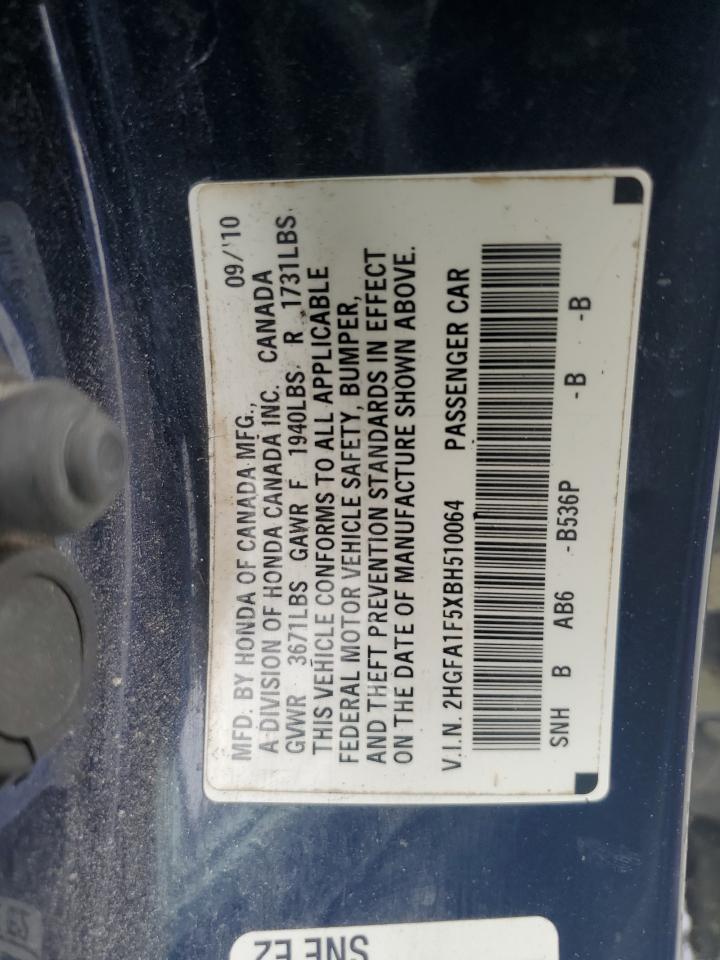 MFD. BY HONDA OF CANADA MFG., 09/'10
A DIVISION OF HONDA CANADA INC. CANADA
GVWR 3671LBS GAWR F 1940LBS R 1731LBS
THIS VEHICLE CONFORMS TO ALL APPLICABLE
FEDERAL MOTOR VEHICLE SAFETY, BUMPER,
AND THEFT PREVENTION STANDARDS IN EFFECT
ON THE DATE OF MANUFACTURE SHOWN ABOVE.
V.I.N. 2HGFA1F5XBH510064 PASSENGER CAR
SNH B AB6 -B536P -B -B